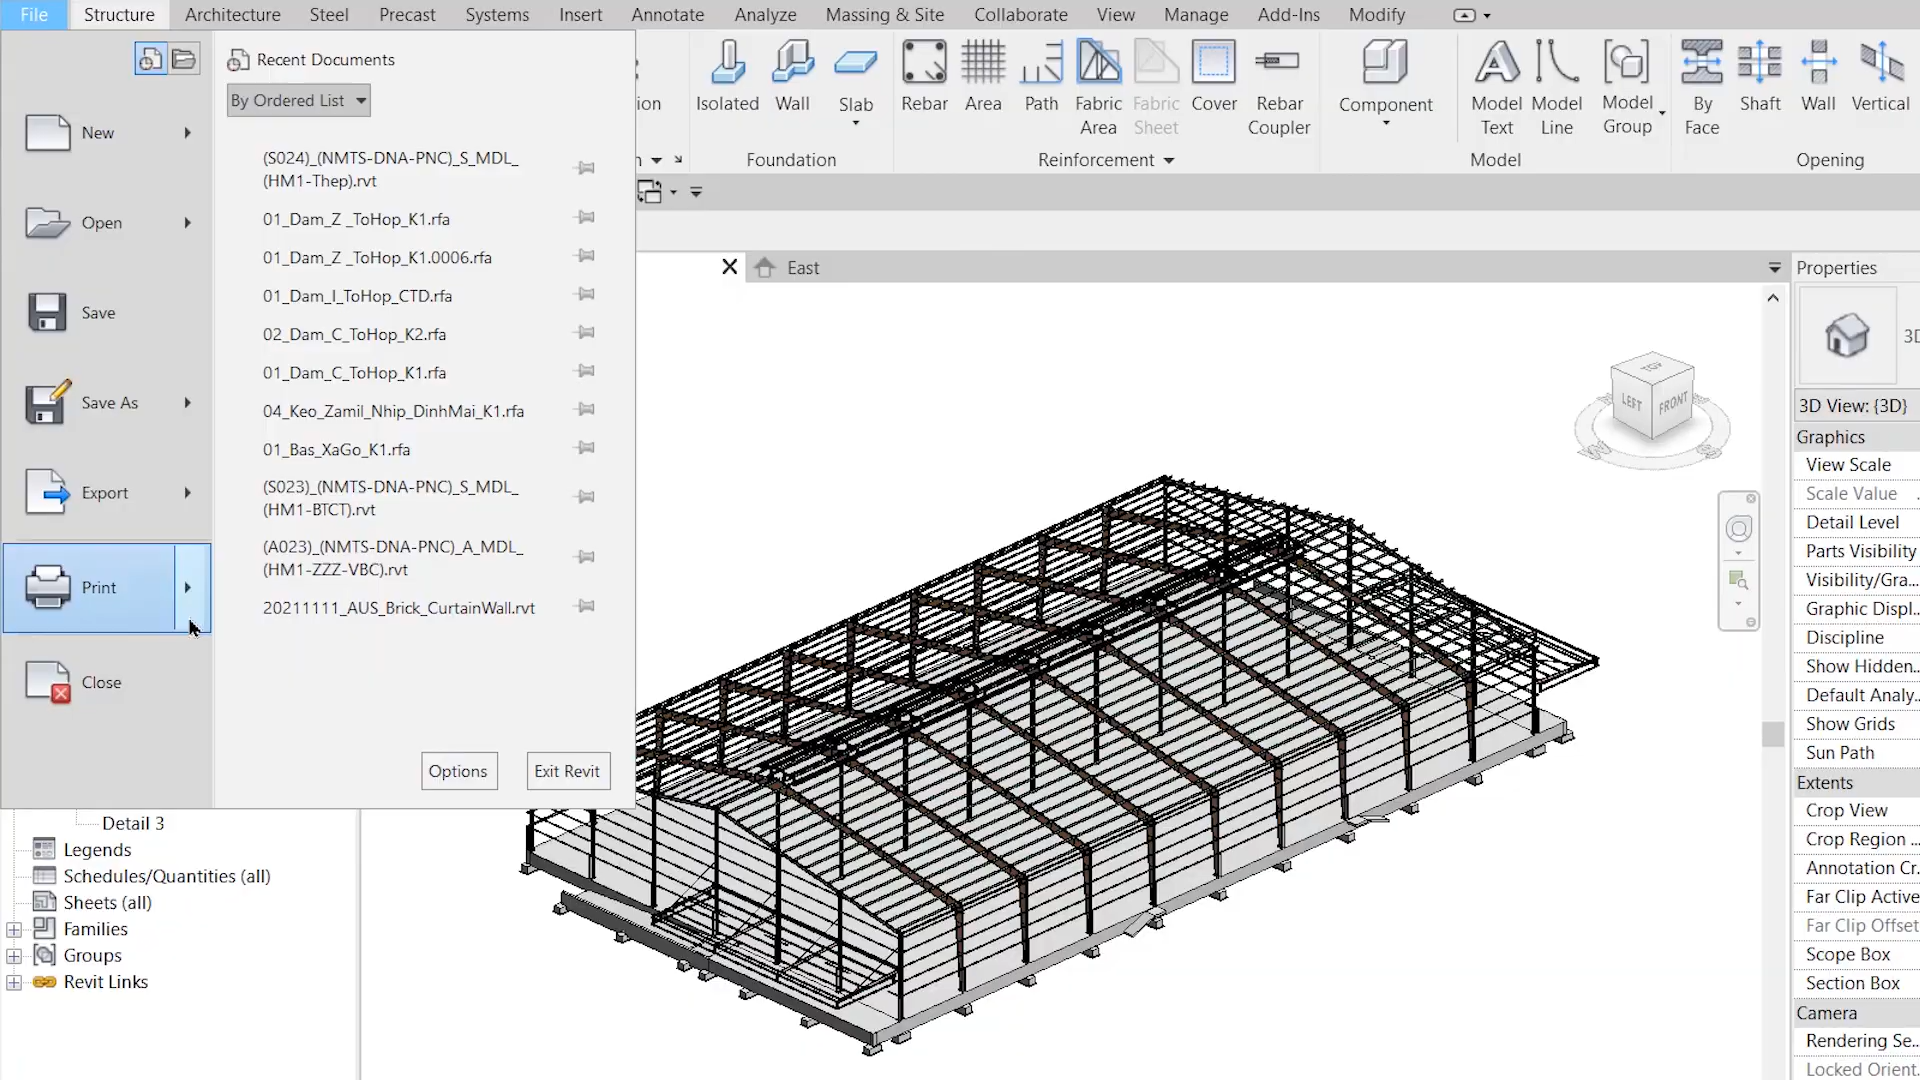 File Structure Architecture Steel Precast Systems Insert Annotate Analyze Massing & Site Collaborate View Manage Add-Ins Modify
Recent Documents
By Ordered List
New
Open
Save
Save As
Export
Print
Close
(S024)_(NMTS-DNA-PNC)_S_MDL_
(HM1-Thep).rvt
01_Dam_Z _ToHop_K1.rfa
01_Dam_Z _ToHop_K1.0006.rfa
01_Dam_I_ToHop_CTD.rfa
02_Dam_C_ToHop_K2.rfa
01_Dam_C_ToHop_K1.rfa
04_Keo_Zamil_Nhip_DinhMai_K1.rfa
01_Bas_XaGo_K1.rfa
(S023)_(NMTS-DNA-PNC)_S_MDL_
(HM1-BTCT).rvt
(A023)_(NMTS-DNA-PNC)_A_MDL_
(HM1-ZZZ-VBC).rvt
20211111_AUS_Brick_CurtainWall.rvt
Options Exit Revit
ion Isolated Wall Slab Rebar Area Path Fabric Fabric Cover Rebar Component Model Model Model By Shaft Wall Vertical
Area Sheet Coupler Text Line Group Face
n Foundation Reinforcement Model Opening
East
TOP
LEFT FRONT
W
S
Detail 3
Legends
Schedules/Quantities (all)
Sheets (all)
Families
Groups
Revit Links
Properties
3D
3D View: {3D}
Graphics
View Scale
Scale Value .
Detail Level
Parts Visibility
Visibility/Gra...
Graphic Displ...
Discipline
Show Hidden...
Default Analy...
Show Grids
Sun Path
Extents
Crop View
Crop Region ...
Annotation Cr.
Far Clip Active
Far Clip Offset
Scope Box
Section Box
Camera
Rendering Se...
Locked Orient.